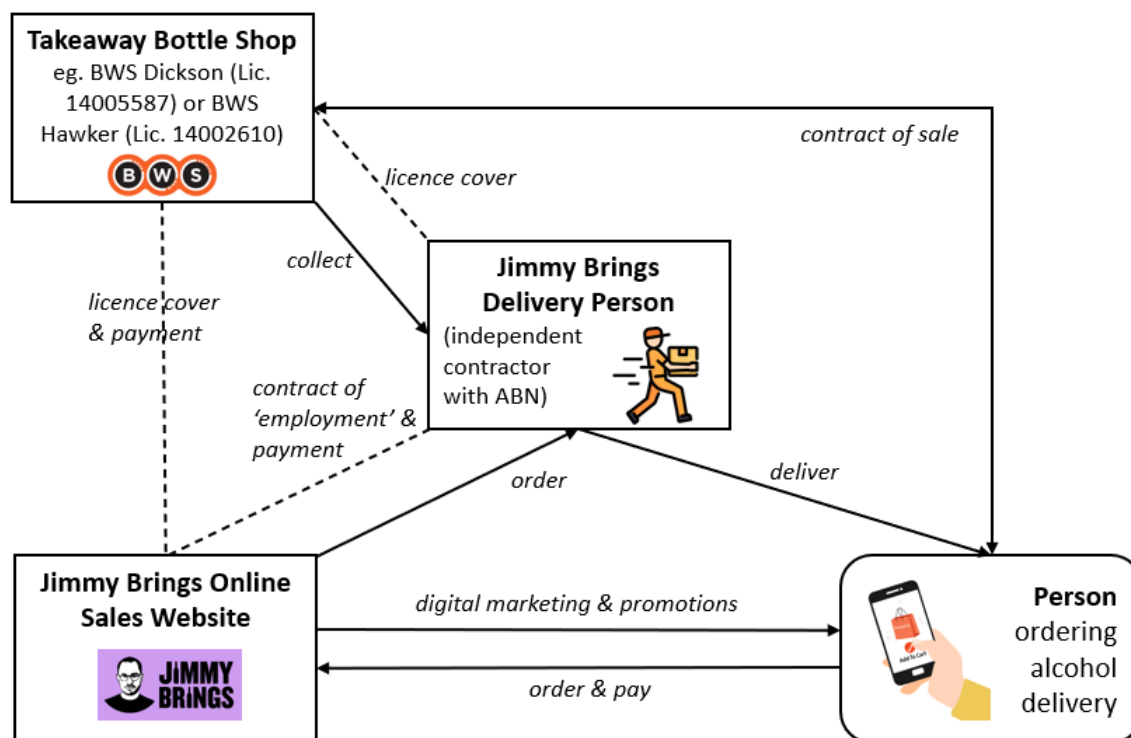 Takeaway Bottle Shop
eg. BWS Dickson (Lic.
14005587) or BWS
Hawker (Lic. 14002610)
B W S
contract of sale
licence cover
collect
Jimmy Brings
Delivery Person
(independent
contractor
with ABN)
licence cover
& payment
contract of
‘employment’ &
payment
order
deliver
Jimmy Brings Online
Sales Website
JIMMY
BRINGS
digital marketing & promotions
order & pay
Add To Cart
Person
ordering
alcohol
delivery